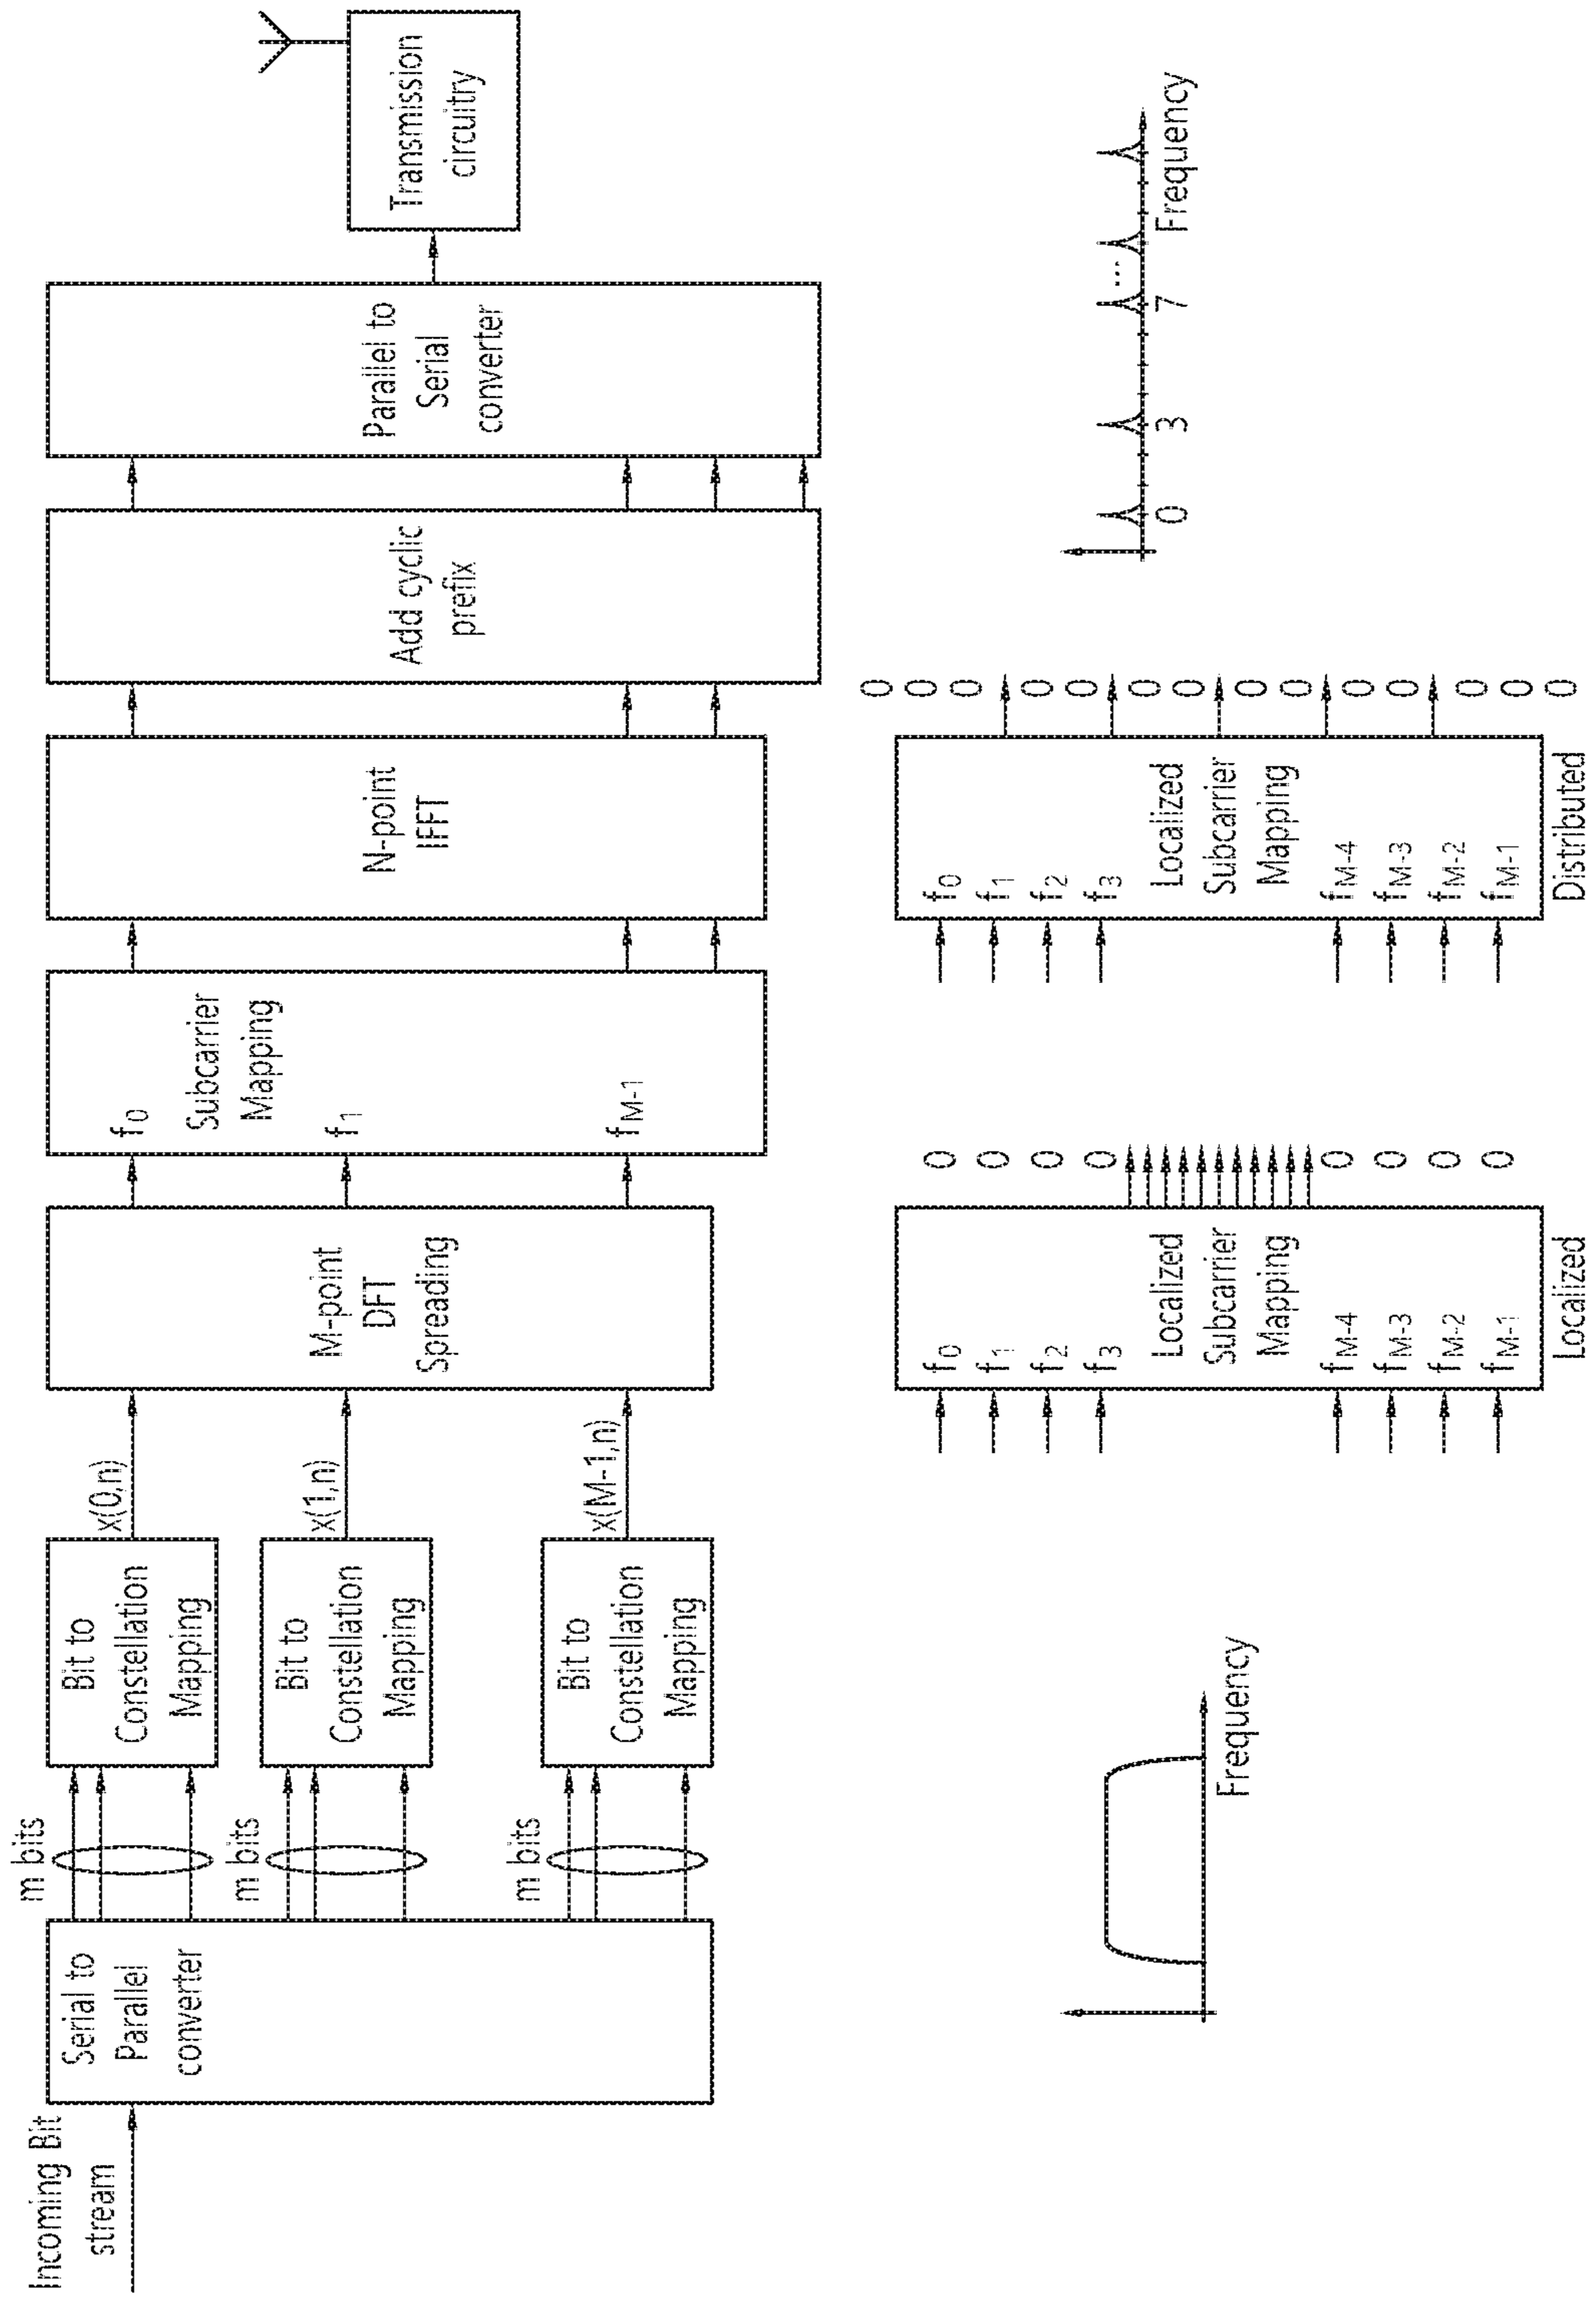 Incoming Bit
stream
Serial to
Parallel
converter
m bits
m bits
m bits
Bit to
Constellation
Mapping
Bit to
Constellation
Mapping
Bit to
Constellation
Mapping
x(0,n)
x(1,n)
x(M-1,n)
M-point
DFT
Spreading
f0
Subcarrier
Mapping
f1
fM-1
N-point
IFFT
Add cyclic
prefix
Parallel to
Serial
converter
Transmission
circuitry
Frequency
f0
f1
f2
f3
Localized
Subcarrier
Mapping
fM-4
fM-3
fM-2
fM-1
0
0
0
0
0
0
0
0
Localized
f0
f1
f2
f3
Localized
Subcarrier
Mapping
fM-4
fM-3
fM-2
fM-1
0
0
0
0
0
0
0
0
0
0
0
0
0
0
Distributed
0 3 7 ...
Frequency